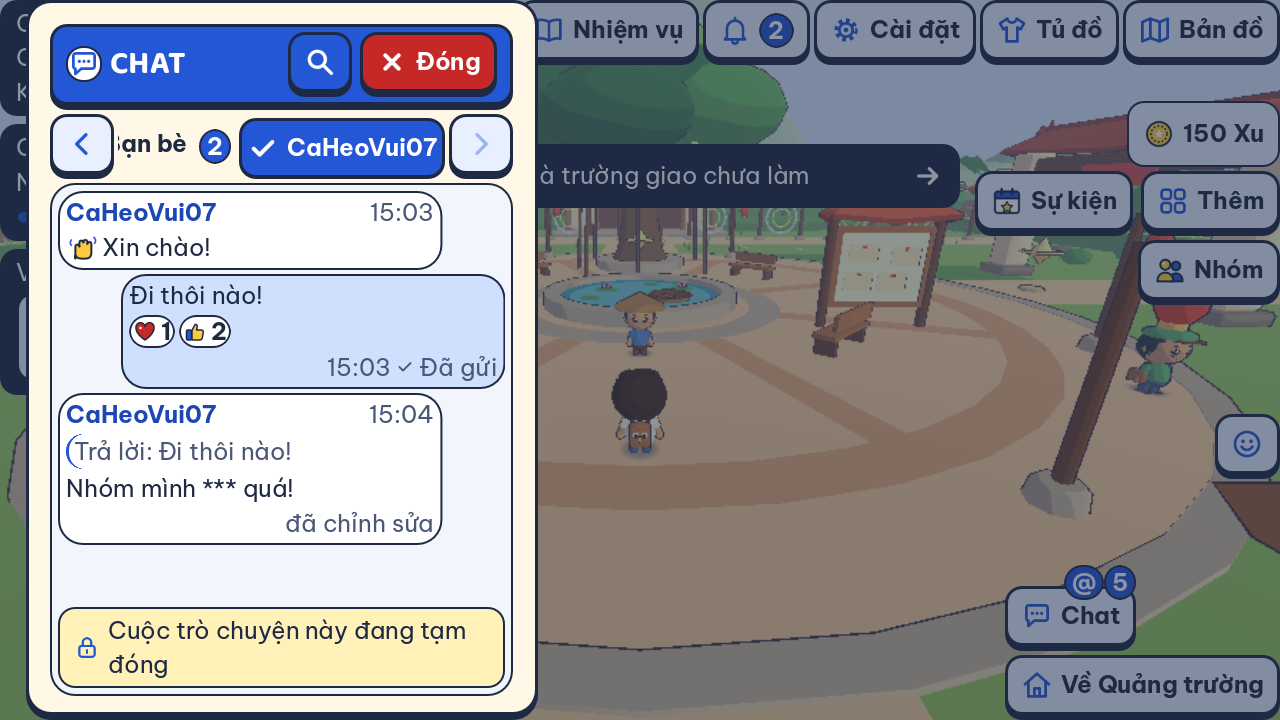 CHAT
Đóng
Bạn bè 2
CaHeoVui07
CaHeoVui07 15:03
Xin chào!
Đi thôi nào!
1 2
15:03 Đã gửi
CaHeoVui07 15:04
Trả lời: Đi thôi nào!
Nhóm mình *** quá!
đã chỉnh sửa
Cuộc trò chuyện này đang tạm
đóng
Nhiệm vụ
2
Cài đặt
Tủ đồ
Bản đồ
150 Xu
trường giao chưa làm
Sự kiện
Thêm
Nhóm
@ 5
Chat
Về Quảng trường